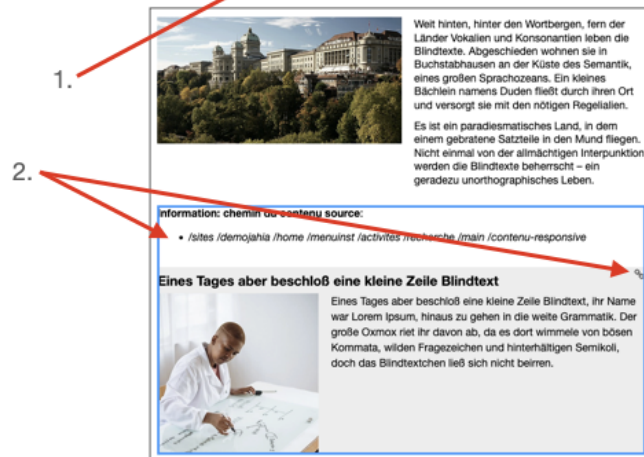 Weit hinten, hinter den Wortbergen, fern der
Länder Vokalien und Konsonantien leben die
Blindtexte. Abgeschieden wohnen sie in
Buchstabhausen an der Küste des Semantik,
eines großen Sprachozeans. Ein kleines
Bächlein namens Duden fließt durch ihren Ort
und versorgt sie mit den nötigen Regelialien.
Es ist ein paradiesmatisches Land, in dem
einem gebratene Satzteile in den Mund fliegen.
Nicht einmal von der allmächtigen Interpunktion
werden die Blindtexte beherrscht – ein
geradezu unorthographisches Leben.
1.
2.
Information: chemin du contenu source:
• /sites /demojahia /home /menuinst /activites /recherche /main /contenu-responsive
Eines Tages aber beschloß eine kleine Zeile Blindtext
Eines Tages aber beschloß eine kleine Zeile Blindtext, ihr Name
war Lorem Ipsum, hinaus zu gehen in die weite Grammatik. Der
große Oxmox riet ihr davon ab, da es dort wimmele von bösen
Kommata, wilden Fragezeichen und hinterhältigen Semikoli,
doch das Blindtextchen ließ sich nicht beirren.